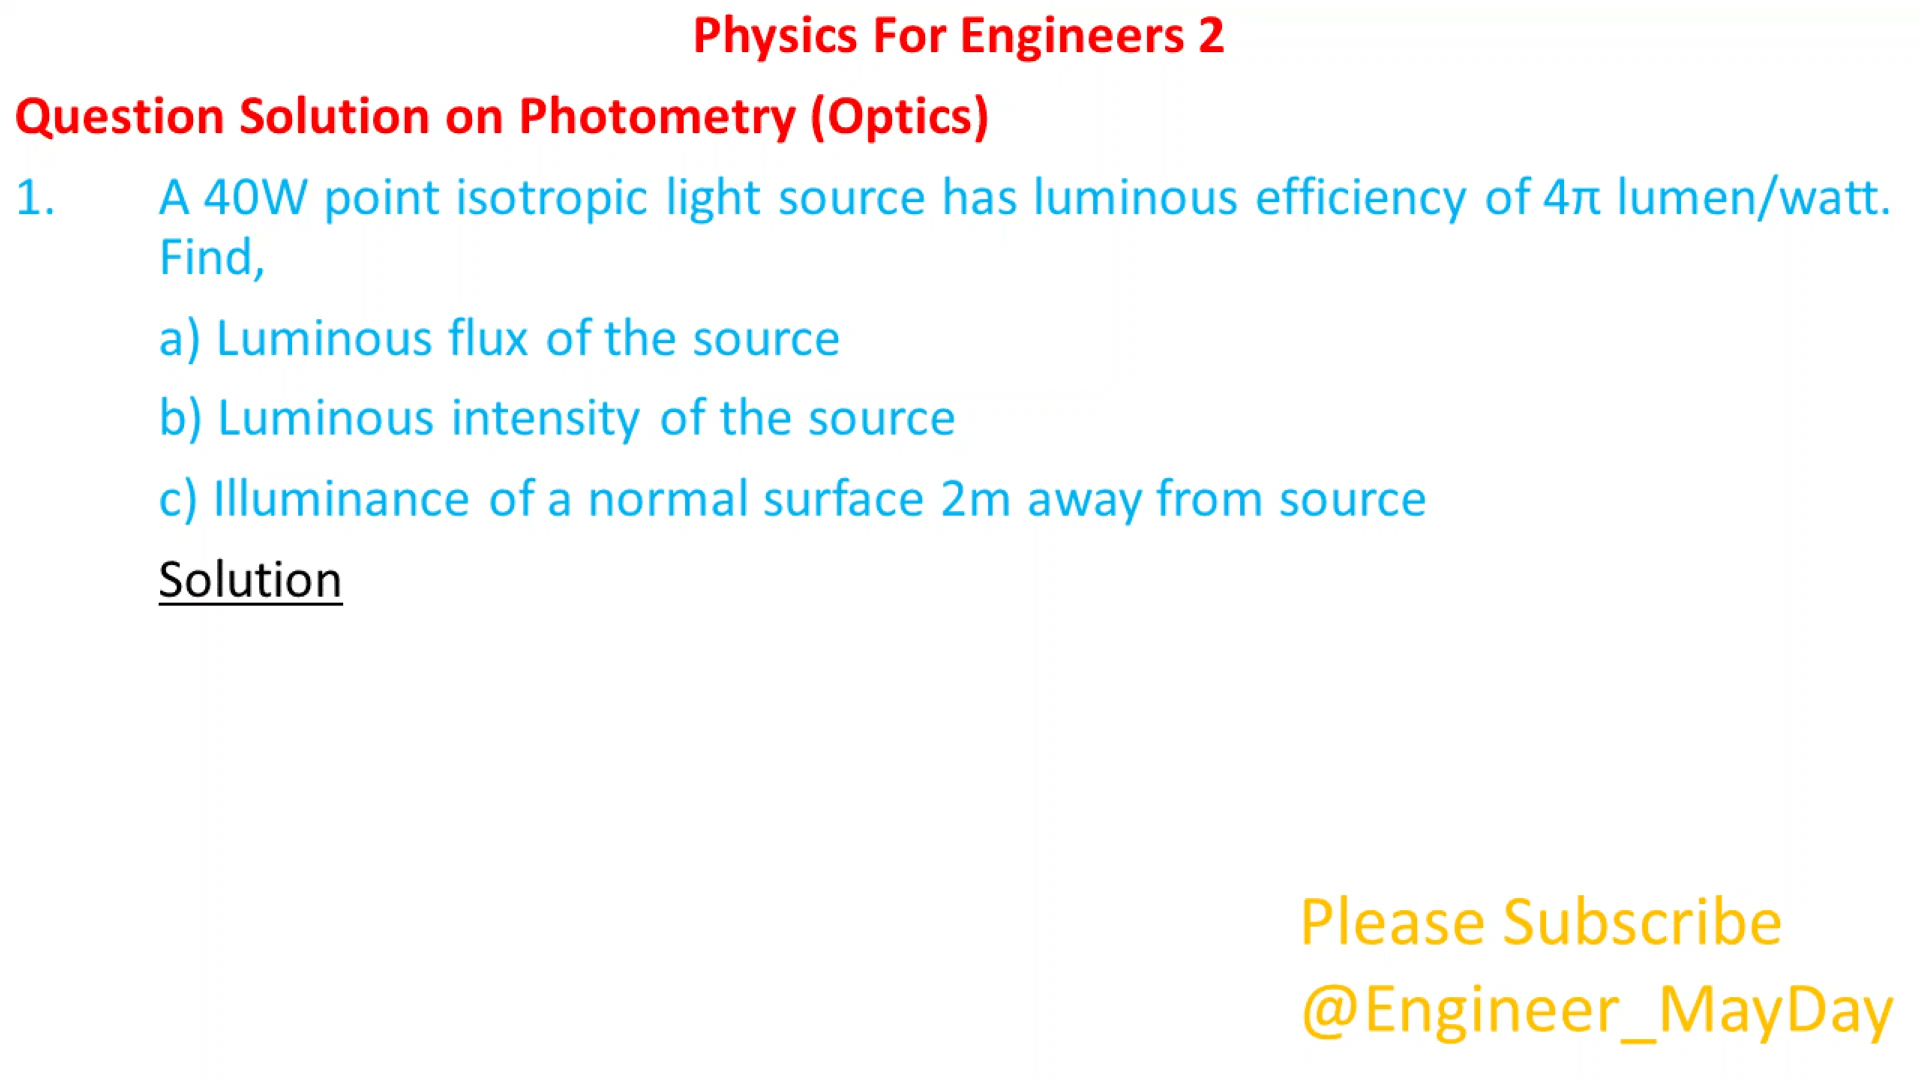 Physics For Engineers 2
Question Solution on Photometry (Optics)
1. A 40W point isotropic light source has luminous efficiency of 4π lumen/watt.
Find,
a) Luminous flux of the source
b) Luminous intensity of the source
c) Illuminance of a normal surface 2m away from source
Solution
Please Subscribe
@Engineer_MayDay